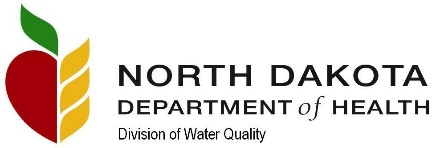 NORTH DAKOTA
DEPARTMENT of HEALTH
Division of Water Quality